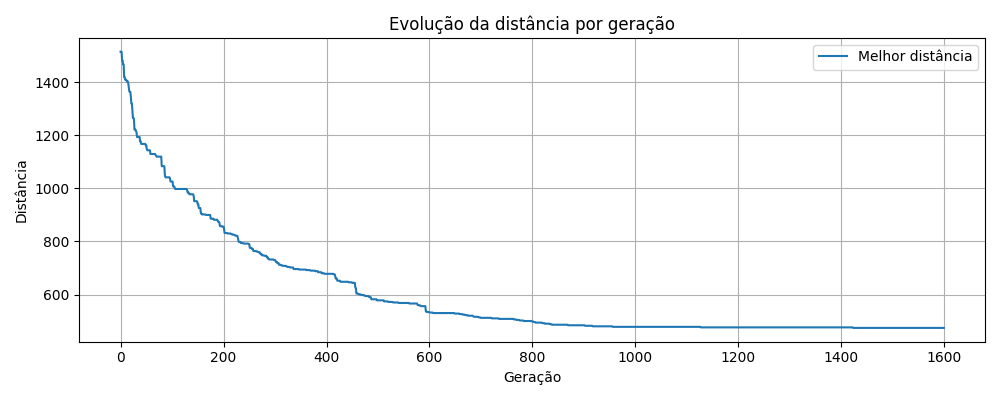 Evolução da distância por geração
Melhor distância
Distância
1400
1200
1000
800
600
0 200 400 600 800 1000 1200 1400 1600
Geração